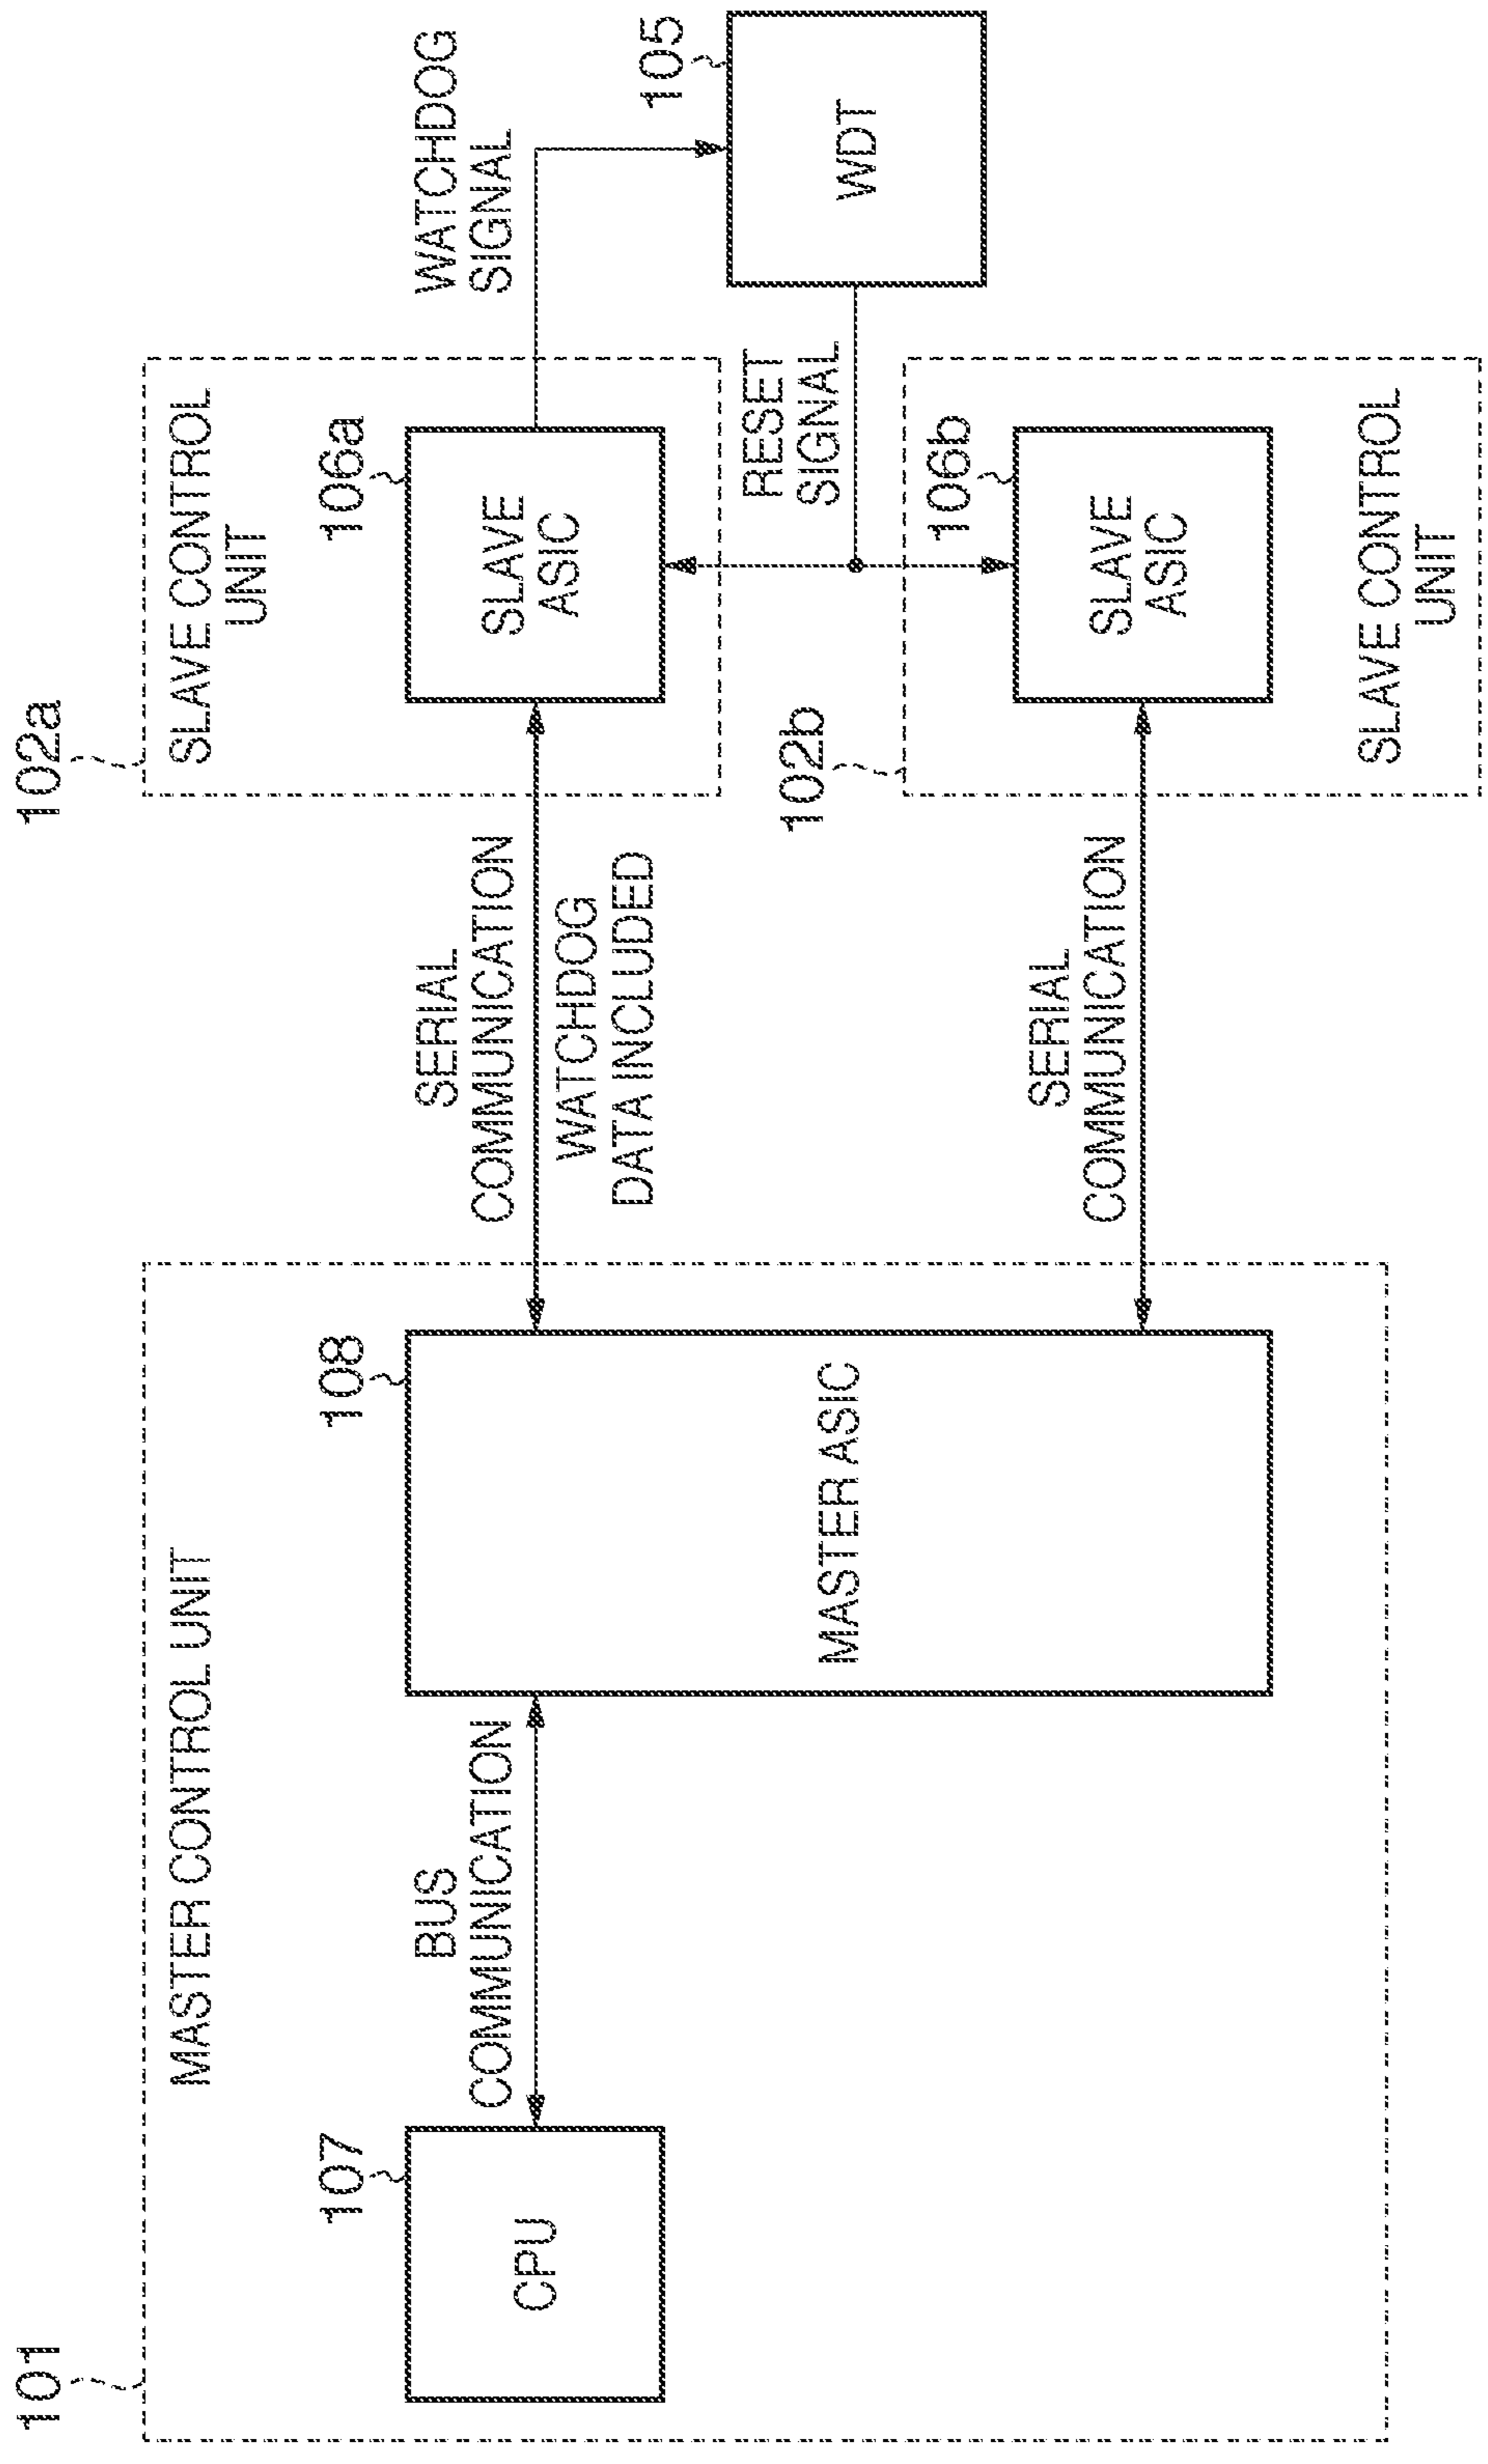 101
MASTER CONTROL UNIT
107
CPU
BUS
COMMUNICATION
108
MASTER ASIC
SERIAL
COMMUNICATION
WATCHDOG
DATA INCLUDED
SERIAL
COMMUNICATION
102a
SLAVE CONTROL
UNIT
106a
SLAVE
ASIC
WATCHDOG
SIGNAL
105
WDT
RESET
SIGNAL
102b
106b
SLAVE
ASIC
SLAVE CONTROL
UNIT